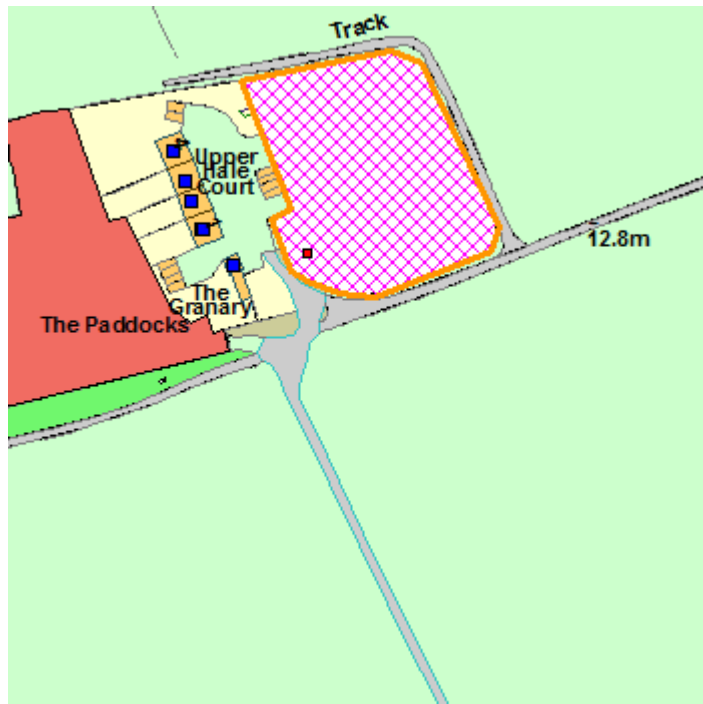 Track
Upper
Hale
Court
12.8m
The
Granary
The Paddocks